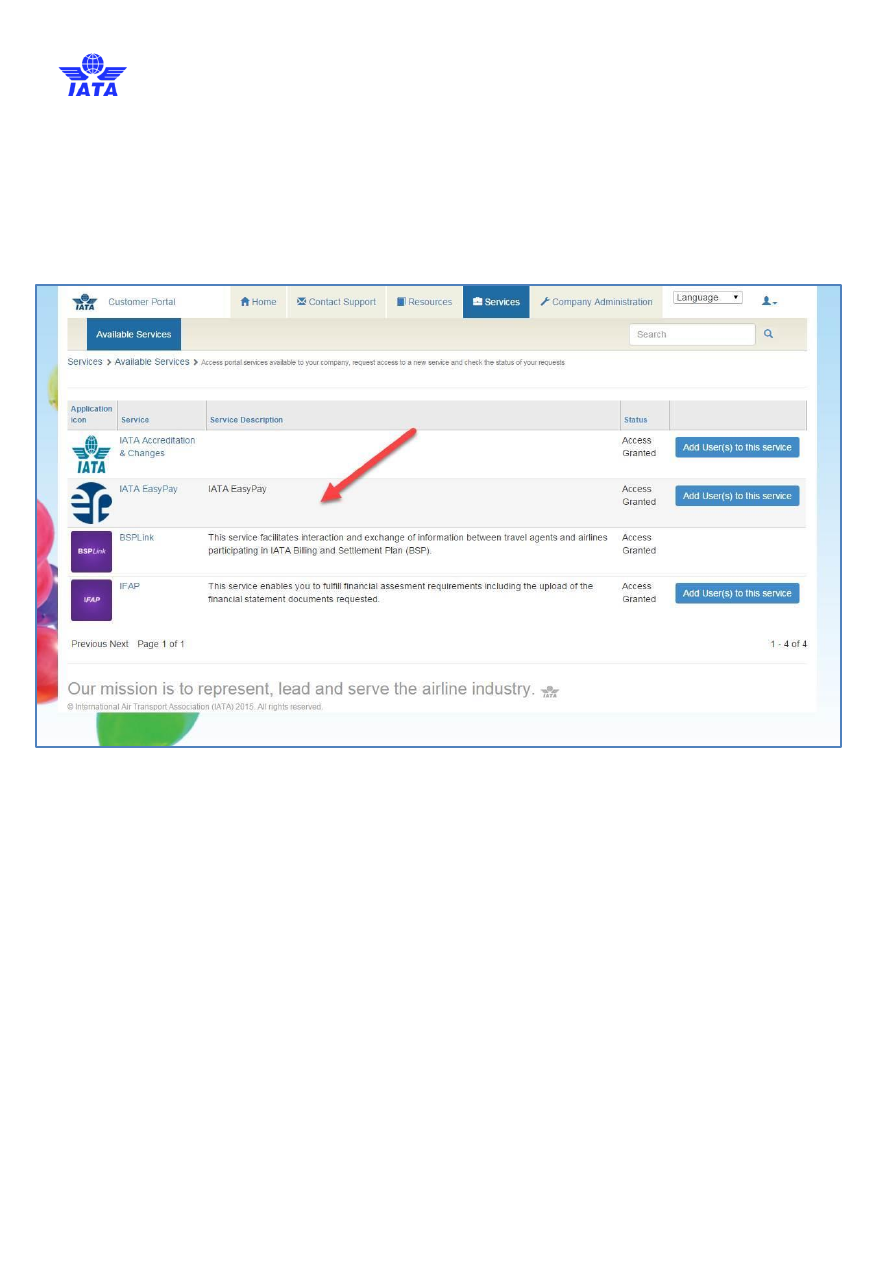 IATA
IATA
Customer Portal
Home
Contact Support
Resources
Services
Company Administration
Language
Available Services
Search
Services > Available Services > Access portal services available to your company, request access to a new service and check the status of your requests
Application Icon
Service
Service Description
Status
IATA
IATA Accreditation
& Changes
Access
Granted
Add User(s) to this service
IATA EasyPay
IATA EasyPay
Access
Granted
Add User(s) to this service
BSPLink
BSPLink
This service facilitates interaction and exchange of information between travel agents and airlines
participating in IATA Billing and Settlement Plan (BSP).
Access
Granted
IFAP
IFAP
This service enables you to fulfill financial assesment requirements including the upload of the
financial statement documents requested.
Access
Granted
Add User(s) to this service
Previous Next Page 1 of 1
1 - 4 of 4
Our mission is to represent, lead and serve the airline industry. IATA
© International Air Transport Association (IATA) 2015. All rights reserved.